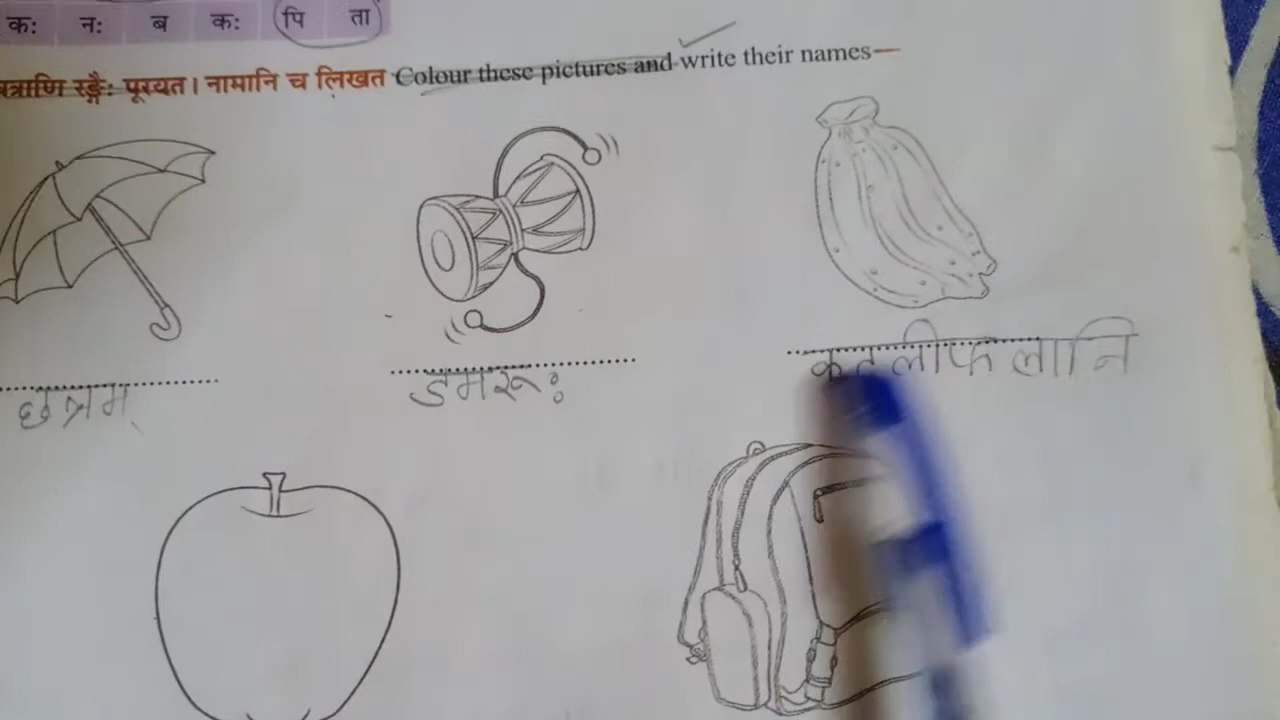 कः नः ब कः पि ता
रङ्गैः पूरयत। नामानि च लिखत Colour these pictures and write their names—
छत्रम् डमरूः कदलीफलानि